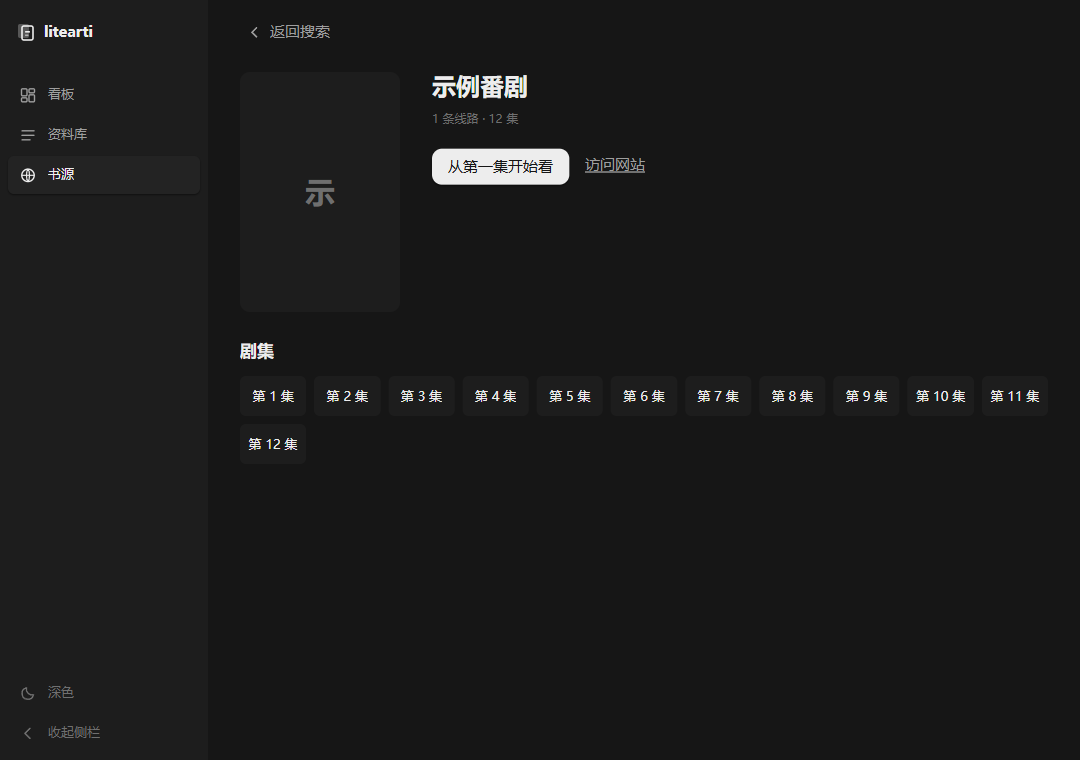 litearti
看板
资料库
书源
深色
收起侧栏
返回搜索
示
示例番剧
1 条线路 · 12 集
从第一集开始看 访问网站
剧集
第 1 集 第 2 集 第 3 集 第 4 集 第 5 集 第 6 集 第 7 集 第 8 集 第 9 集 第 10 集 第 11 集
第 12 集